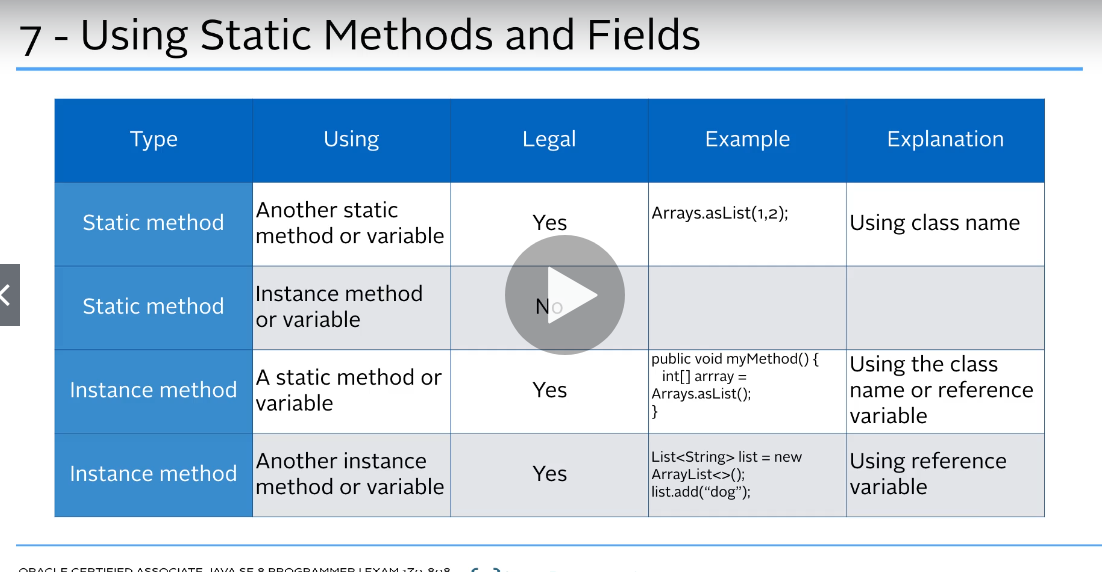 7 - Using Static Methods and Fields
Type Using Legal Example Explanation
Static method
Another static
method or variable
Yes
Arrays.asList(1,2);
Using class name
Static method
Instance method
or variable
No
Instance method
A static method or
variable
Yes
public void myMethod() {
int[] arrray =
Arrays.asList();
}
Using the class
name or reference
variable
Instance method
Another instance
method or variable
Yes
List<String> list = new
ArrayList<>();
list.add(“dog”);
Using reference
variable
ORACLE CERTIFIED ASSOCIATE, JAVA SE 8 PROGRAMMER I EXAM 1Z1-808